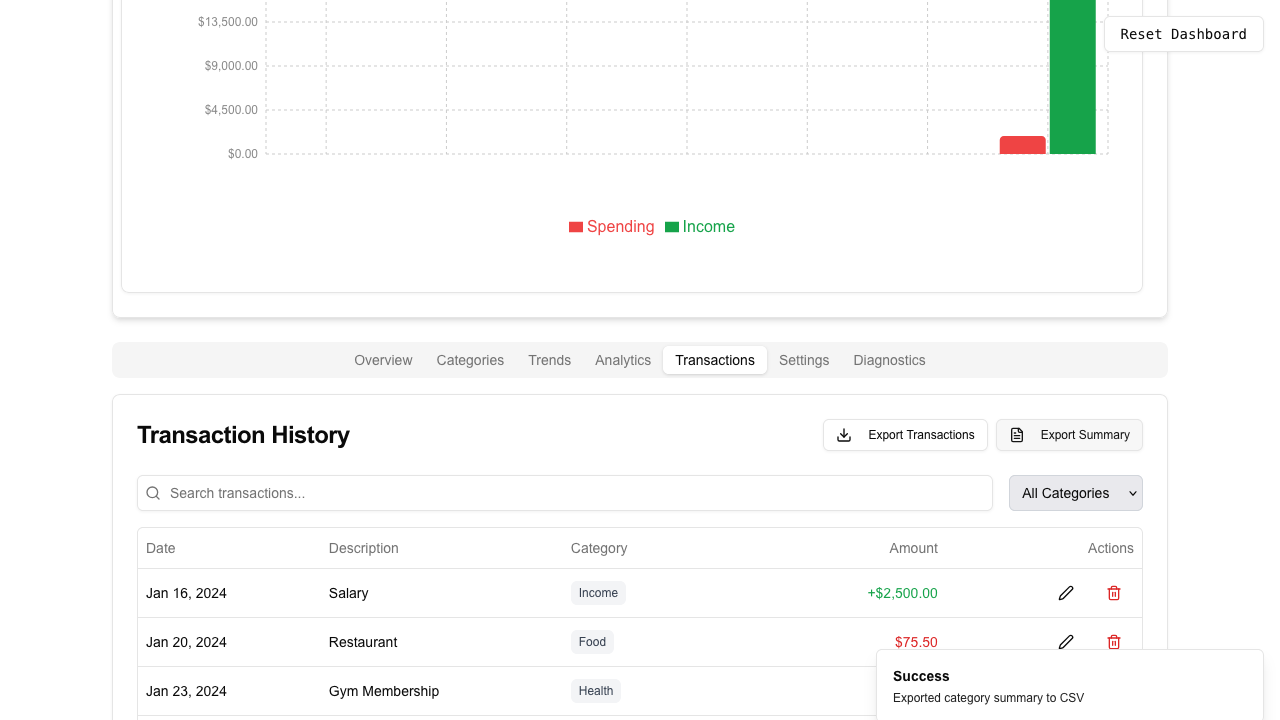 $13,500.00
Reset Dashboard
$9,000.00
$4,500.00
$0.00
Spending Income
Overview Categories Trends Analytics Transactions Settings Diagnostics
Transaction History Export Transactions Export Summary
Search transactions... All Categories
Date Description Category Amount Actions
Jan 16, 2024 Salary Income +$2,500.00
Jan 20, 2024 Restaurant Food $75.50
Jan 23, 2024 Gym Membership Health
Success
Exported category summary to CSV